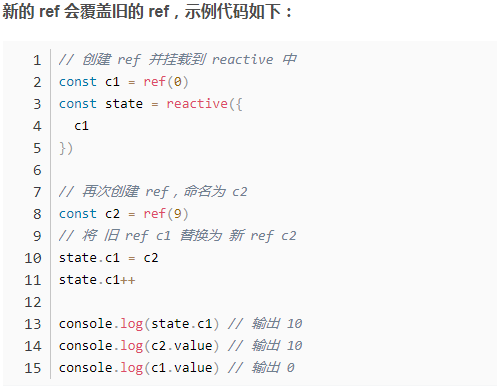 新的 ref 会覆盖旧的 ref，示例代码如下：
1 // 创建 ref 并挂载到 reactive 中
2 const c1 = ref(0)
3 const state = reactive({
4   c1
5 })
6
7 // 再次创建 ref，命名为 c2
8 const c2 = ref(9)
9 // 将 旧 ref c1 替换为 新 ref c2
10 state.c1 = c2
11 state.c1++
12
13 console.log(state.c1) // 输出 10
14 console.log(c2.value) // 输出 10
15 console.log(c1.value) // 输出 0